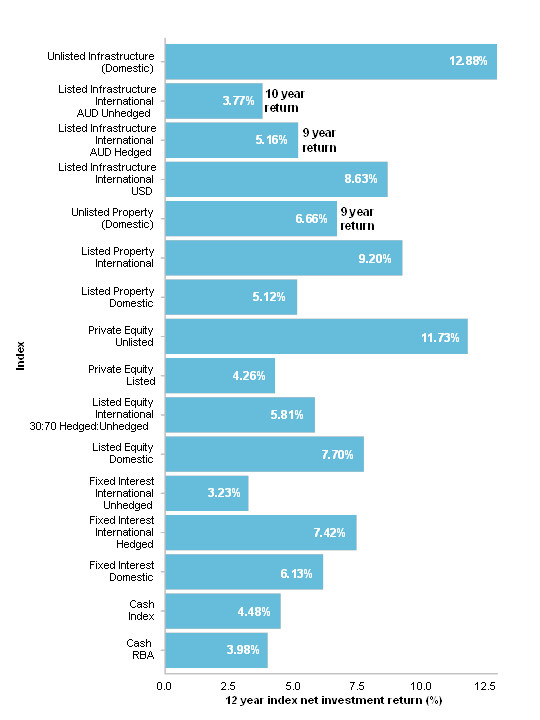 Unlisted Infrastructure
(Domestic)
12.88%
Listed Infrastructure
International
AUD Unhedged
3.77%
10 year
return
Listed Infrastructure
International
AUD Hedged
5.16%
9 year
return
Listed Infrastructure
International
USD
8.63%
Unlisted Property
(Domestic)
6.66%
9 year
return
Listed Property
International
9.20%
Listed Property
Domestic
5.12%
Private Equity
Unlisted
11.73%
Private Equity
Listed
4.26%
Listed Equity
International
30:70 Hedged:Unhedged
5.81%
Listed Equity
Domestic
7.70%
Fixed Interest
International
Unhedged
3.23%
Fixed Interest
International
Hedged
7.42%
Fixed Interest
Domestic
6.13%
Cash
Index
4.48%
Cash
RBA
3.98%
Index
0.0 2.5 5.0 7.5 10.0 12.5
12 year index net investment return (%)